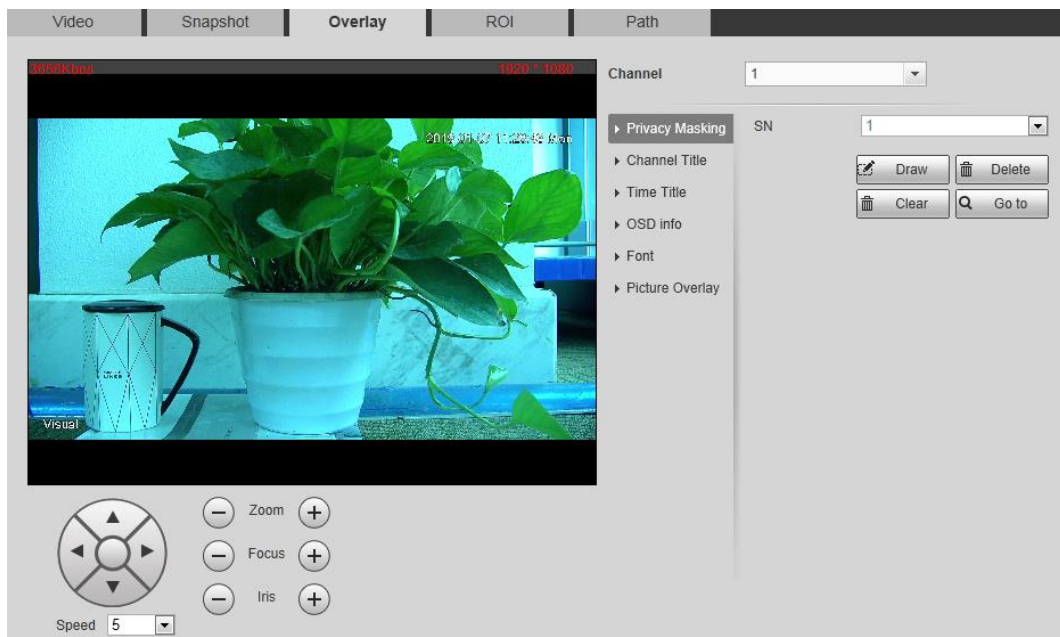 Video Snapshot Overlay ROI Path
1920 * 1080
Channel 1
Privacy Masking SN 1
Channel Title Draw Delete
Time Title Clear Go to
OSD info
Font
Picture Overlay
Visual
Zoom
Focus
Iris
Speed 5